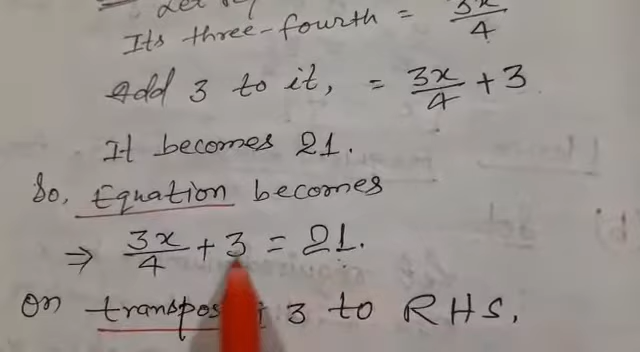 Let
Its three-fourth = 3x/4
Add 3 to it, = 3x/4 + 3
It becomes 21.
So, Equation becomes
⇒ 3x/4 + 3 = 21.
On 3 to RHS.